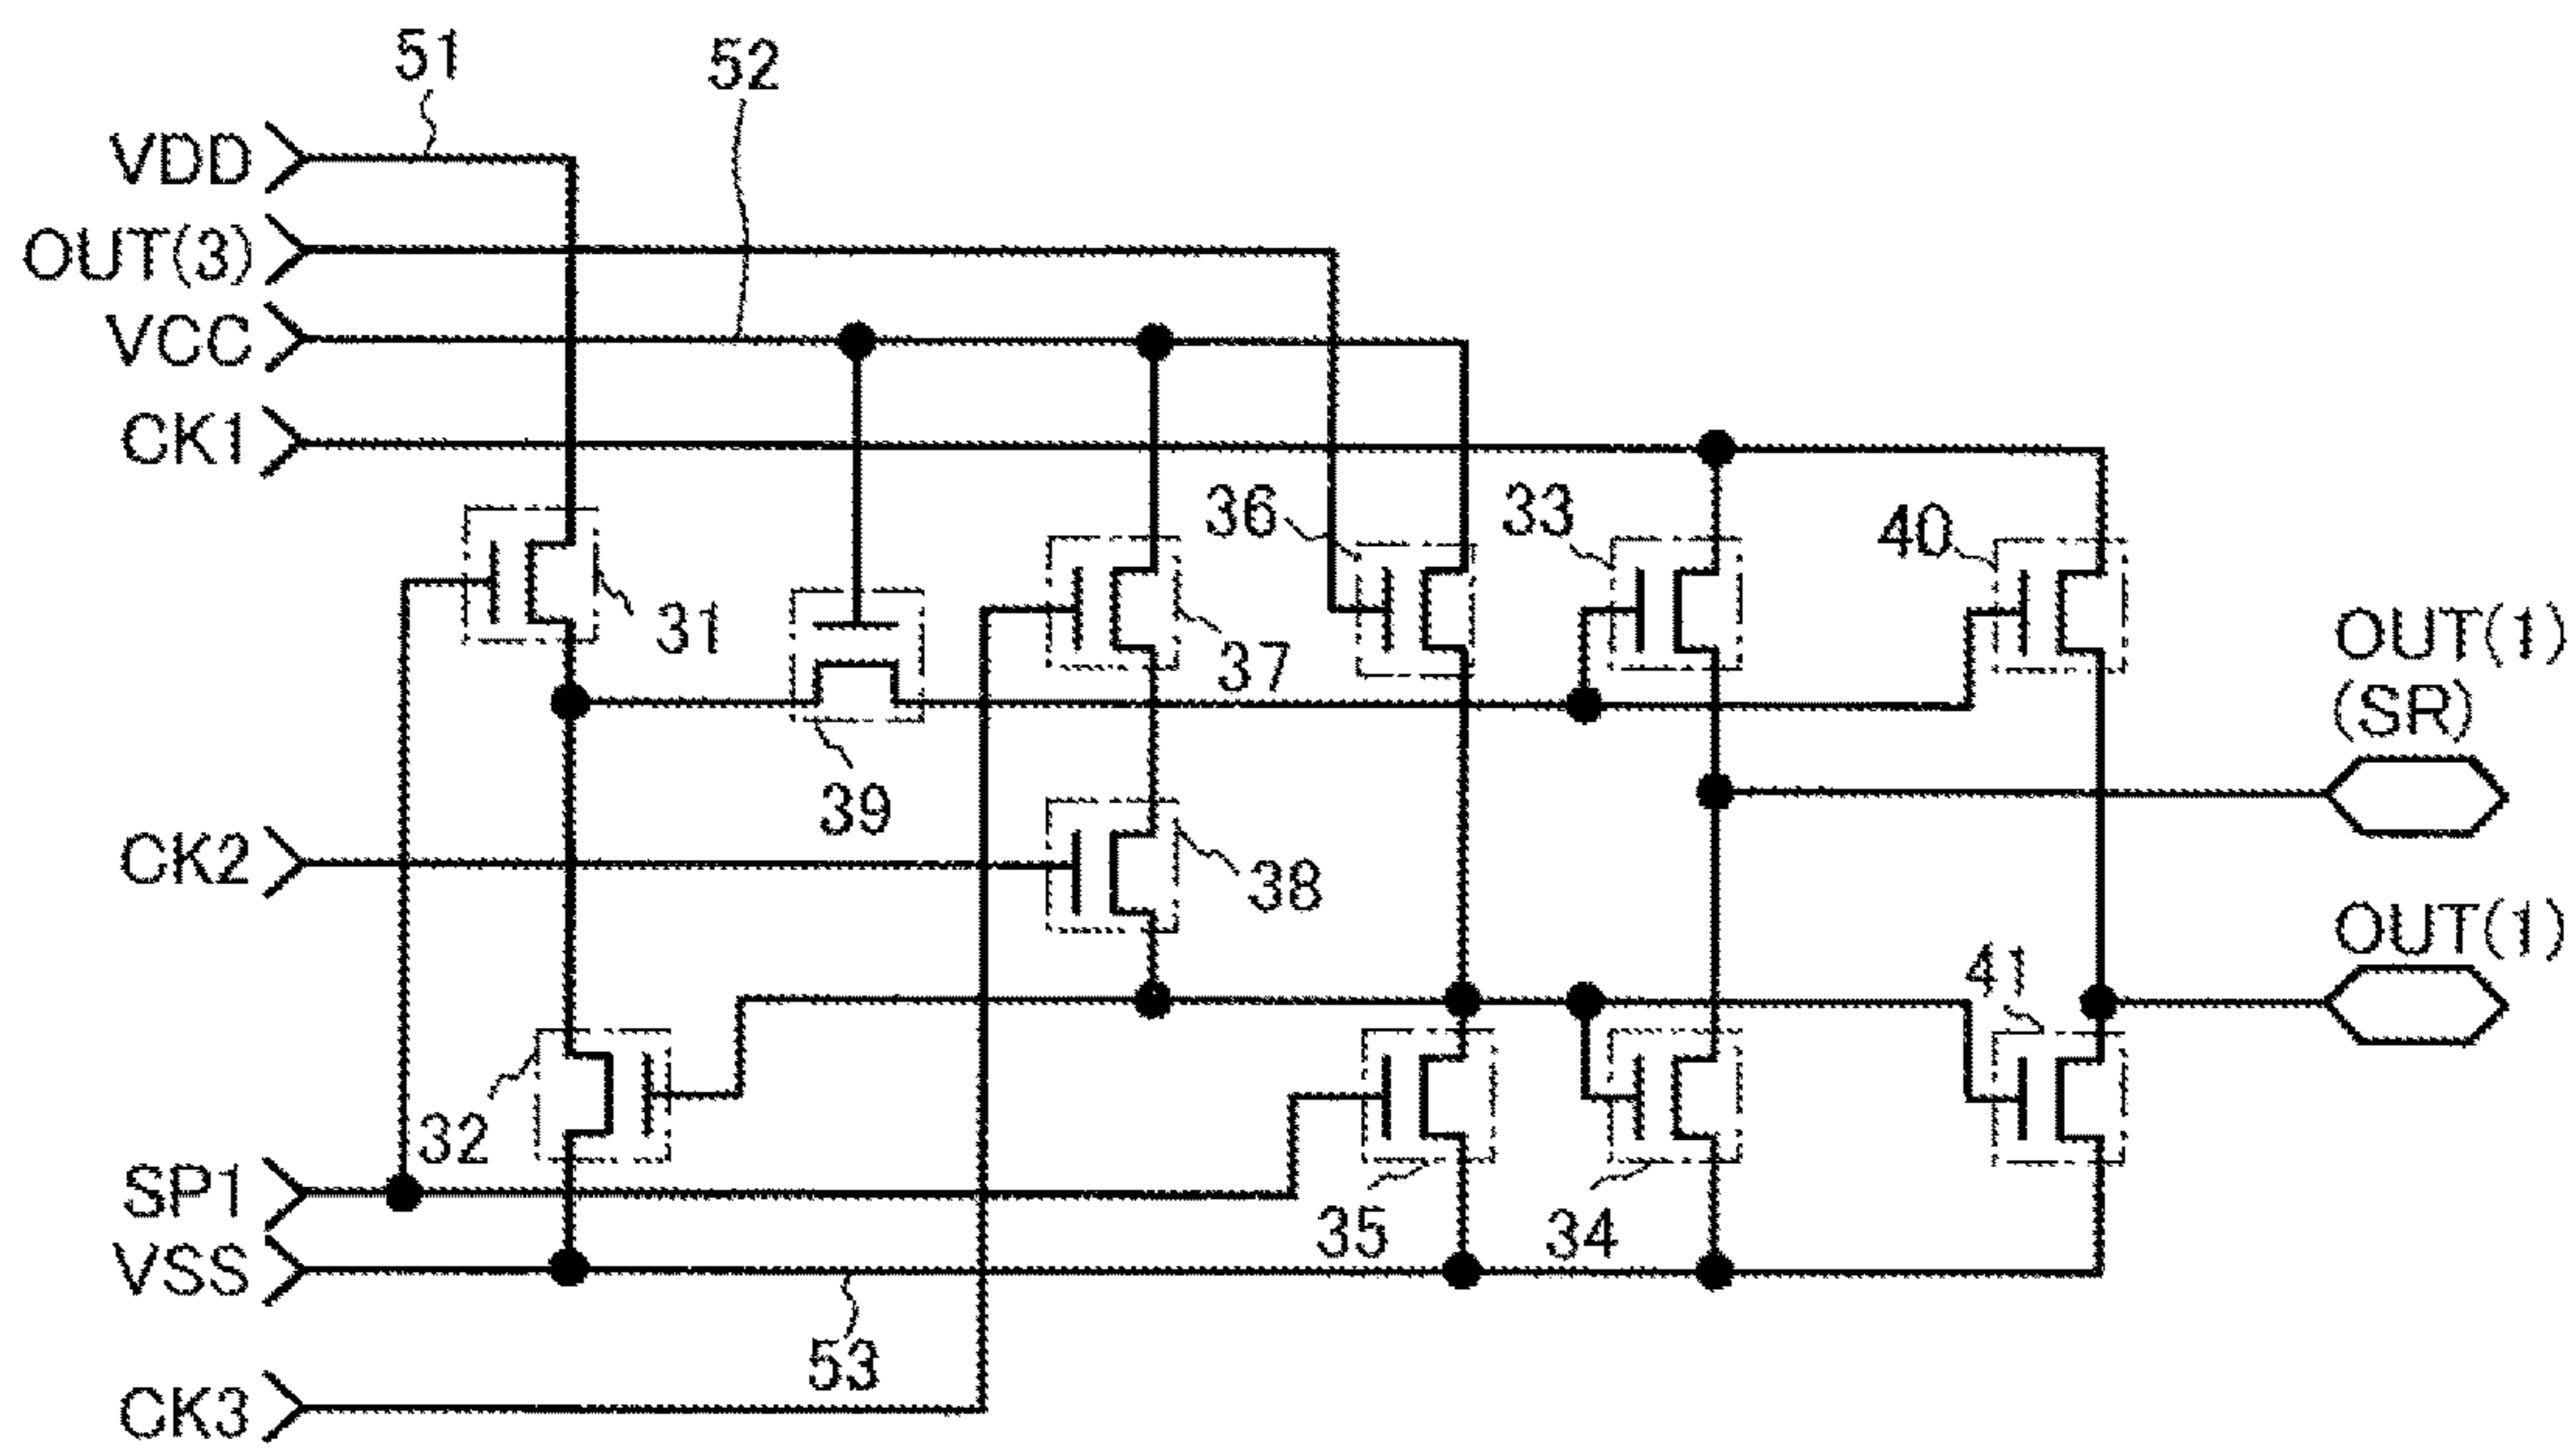 51
52
VDD
OUT(3)
VCC
CK1
36
33
40
31
37
OUT(1)
(SR)
39
CK2
38
OUT(1)
41
32
SP1
35
34
VSS
53
CK3